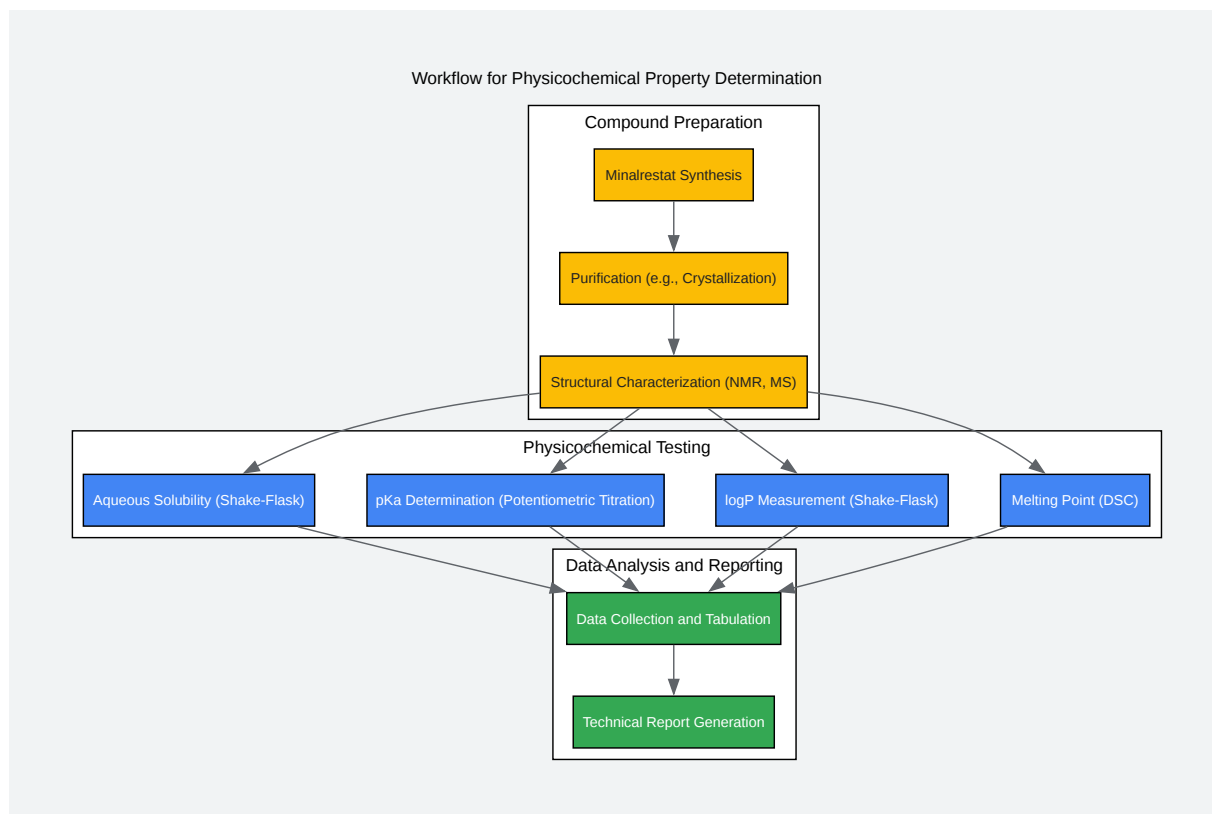 Workflow for Physicochemical Property Determination
Compound Preparation
Minalrestat Synthesis
Purification (e.g., Crystallization)
Structural Characterization (NMR, MS)
Physicochemical Testing
Aqueous Solubility (Shake-Flask)
pKa Determination (Potentiometric Titration)
logP Measurement (Shake-Flask)
Melting Point (DSC)
Data Analysis and Reporting
Data Collection and Tabulation
Technical Report Generation